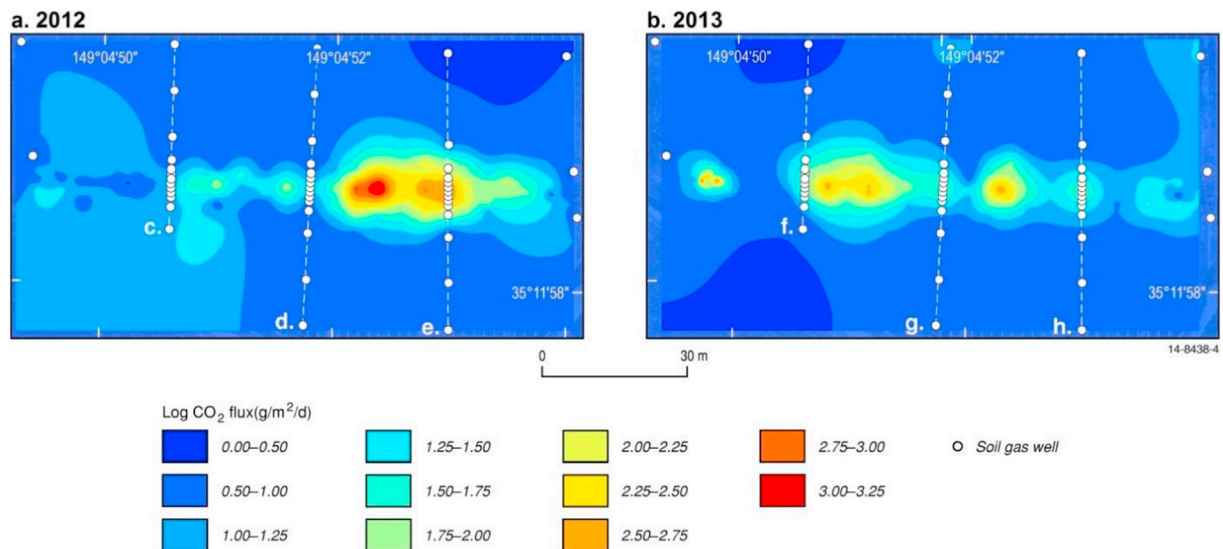 a. 2012
b. 2013
149°04'50" 149°04'52"
149°04'50" 149°04'52"
c.
f.
35°11'58"
35°11'58"
d. e.
g. h.
14-8438-4
0 30 m
Log CO₂ flux(g/m²/d)
0.00–0.50 1.25–1.50 2.00–2.25 2.75–3.00 Soil gas well
0.50–1.00 1.50–1.75 2.25–2.50 3.00–3.25
1.00–1.25 1.75–2.00 2.50–2.75